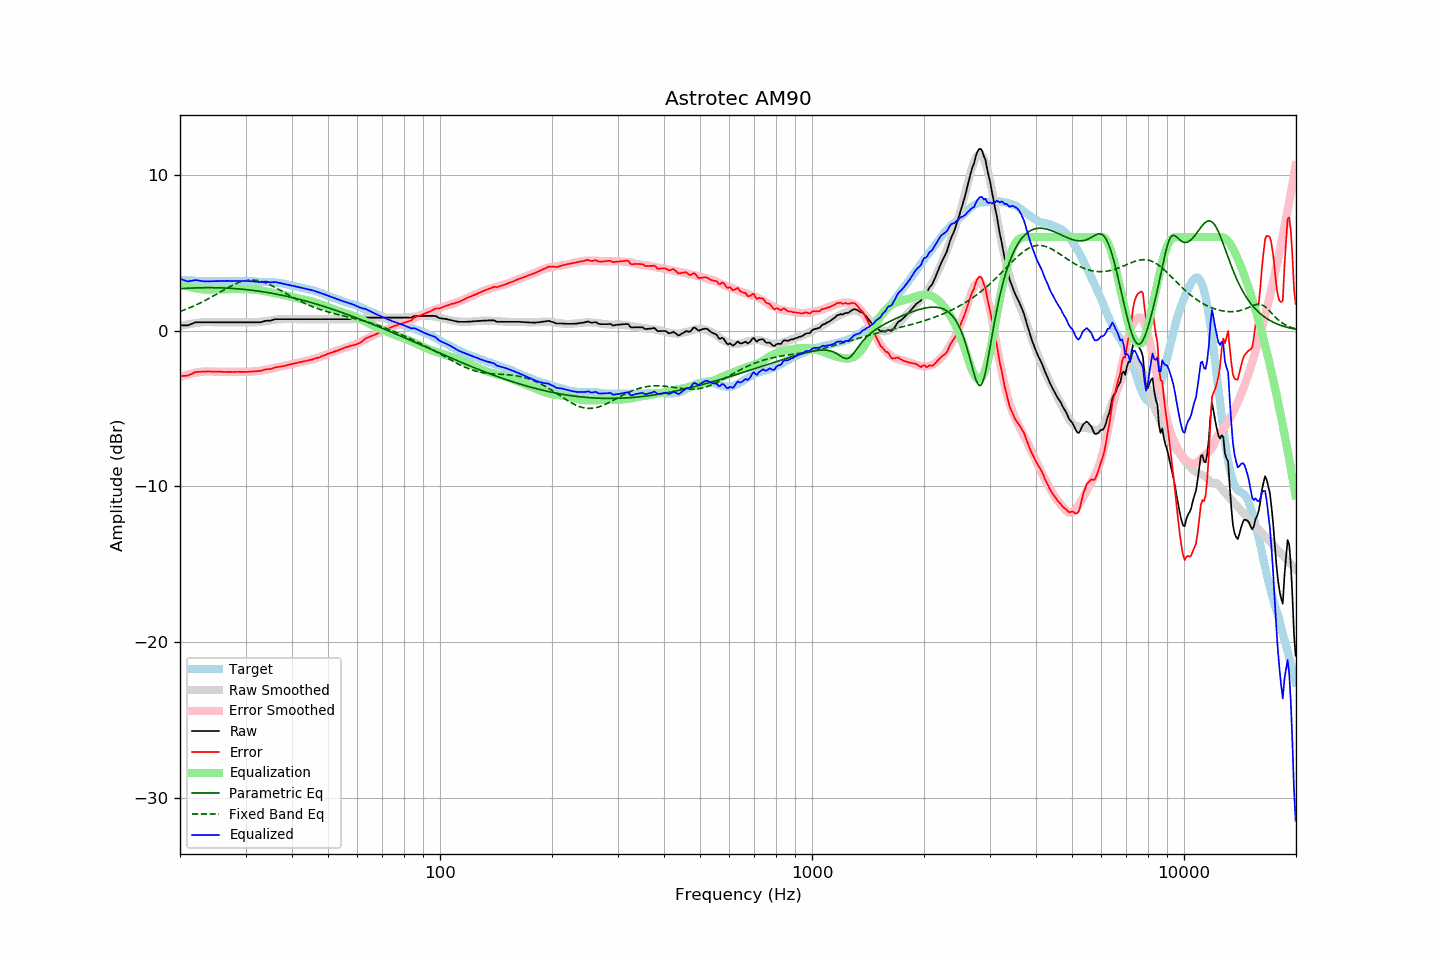 Astrotec AM90
Amplitude (dBr)
10
0
−10
−20
−30
Target
Raw Smoothed
Error Smoothed
Raw
Error
Equalization
Parametric Eq
Fixed Band Eq
Equalized
100
1000
10000
Frequency (Hz)